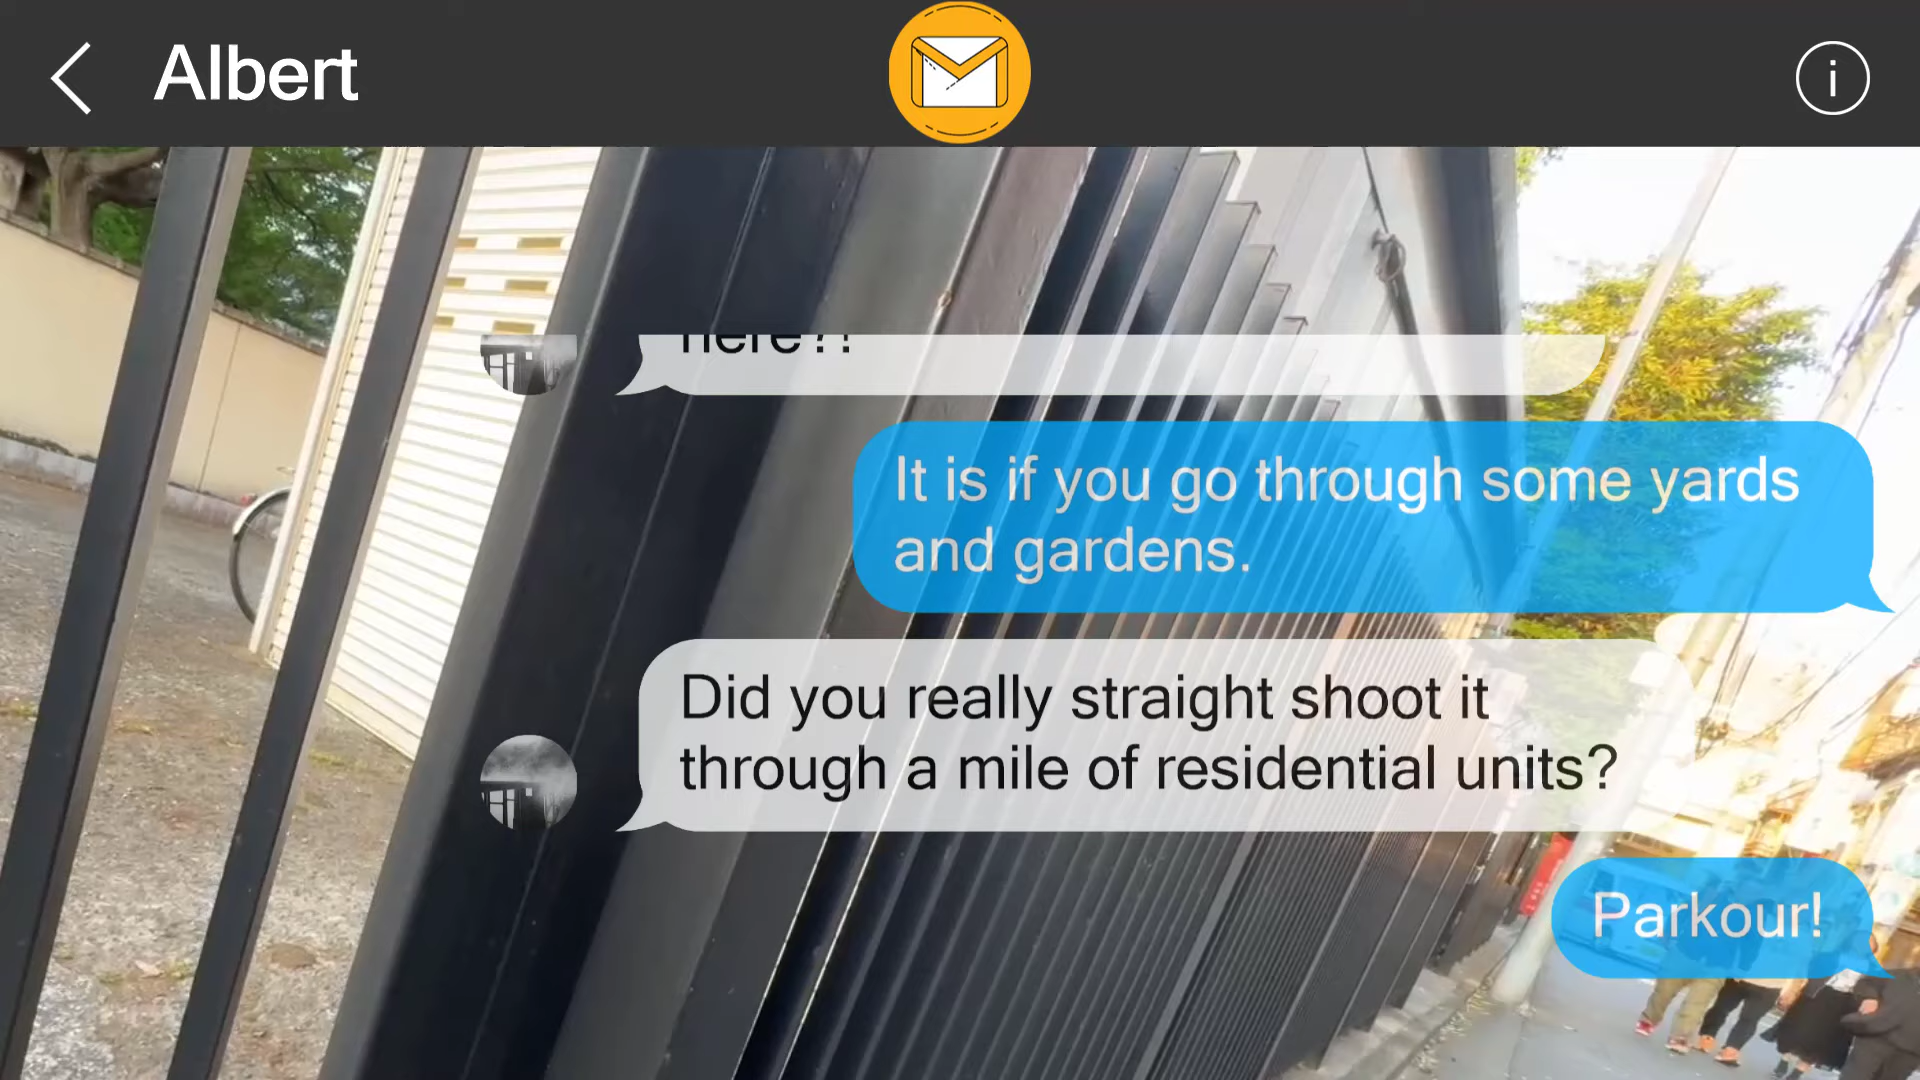 Albert
i
here?!
It is if you go through some yards
and gardens.
Did you really straight shoot it
through a mile of residential units?
Parkour!